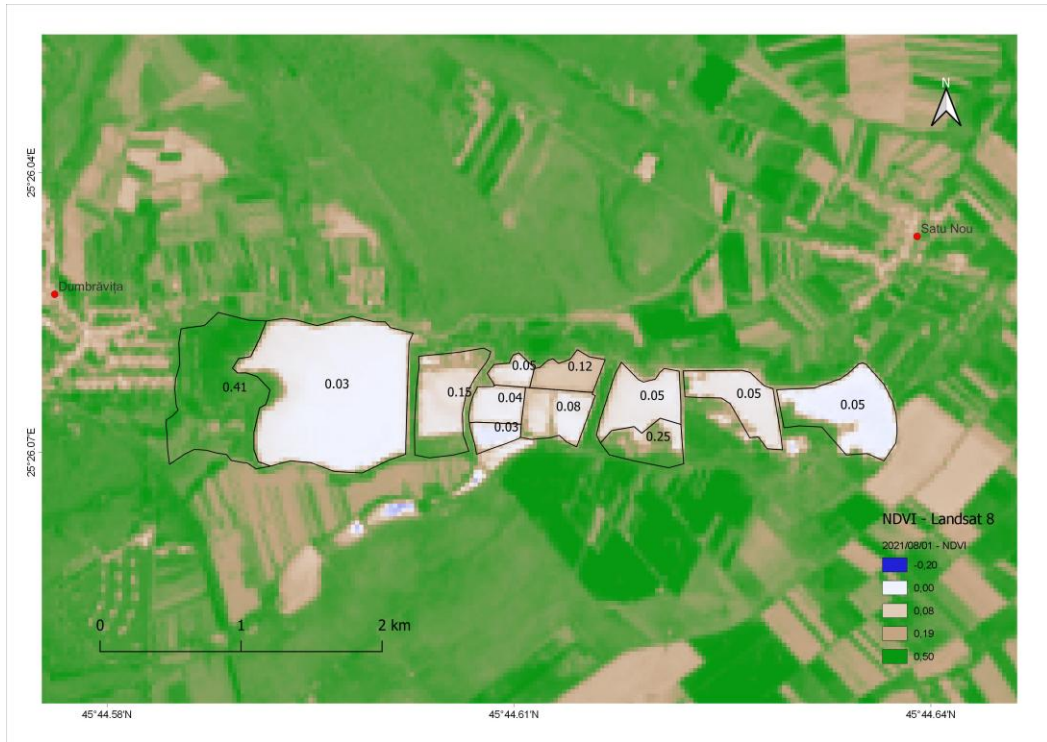 N
25°26.04'E
Satu Nou
Dumbrăvița
0.05
0.12
0.41
0.03
0.15
0.04
0.08
0.05
0.05
0.05
0.03
0.25
25°26.07'E
NDVI - Landsat 8
2021/08/01 - NDVI
-0,20
0,00
0,08
0,19
0,50
0 1 2 km
45°44.58'N 45°44.61'N 45°44.64'N